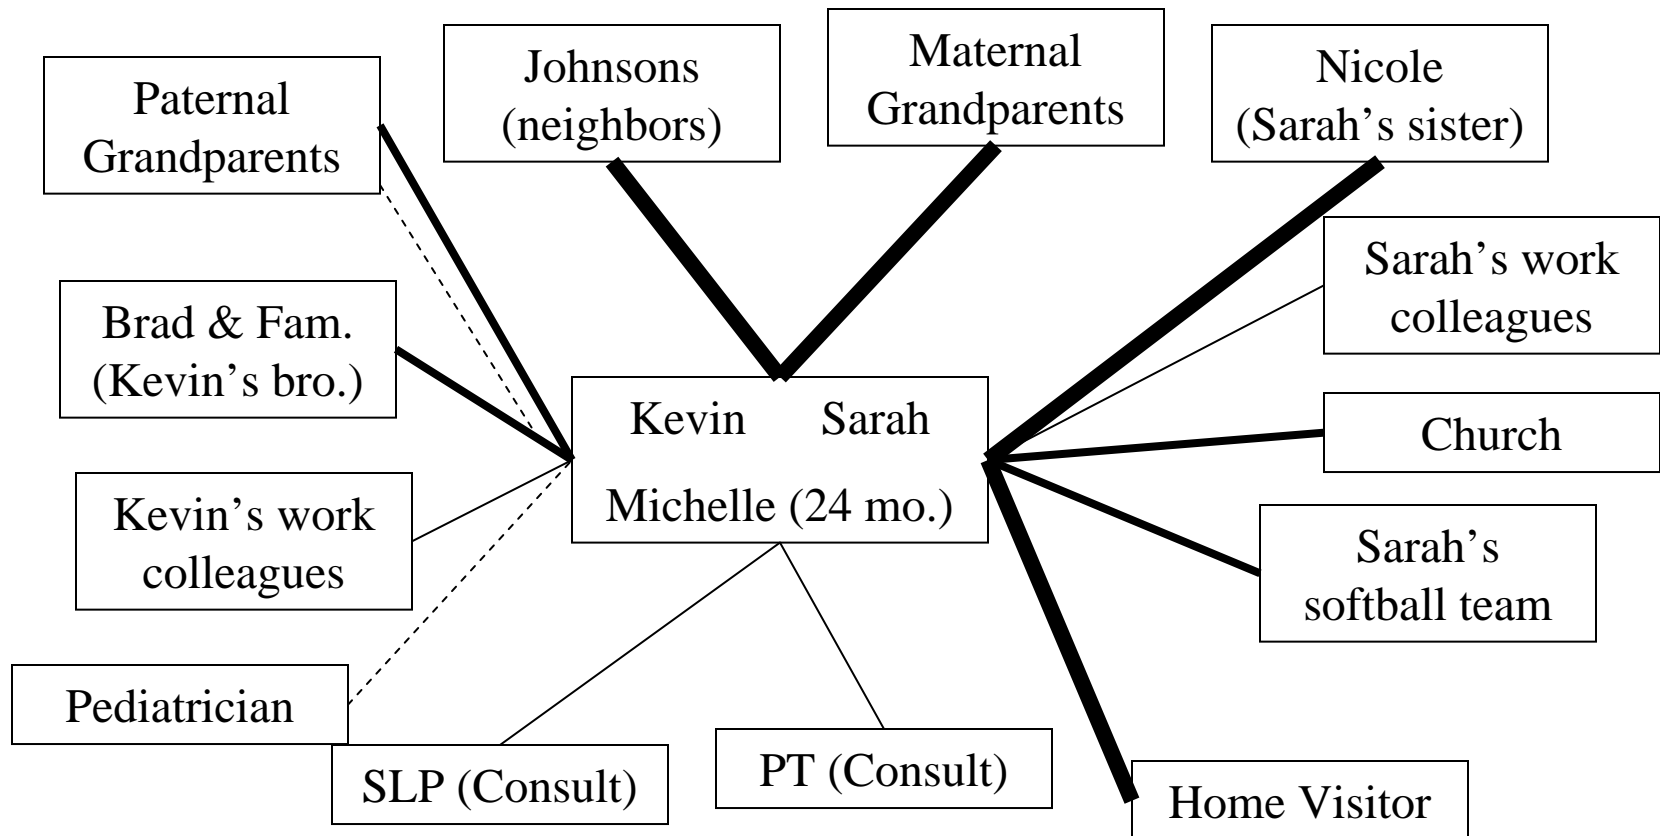 Paternal
Grandparents
Johnsons
(neighbors)
Maternal
Grandparents
Nicole
(Sarah’s sister)
Sarah’s work
colleagues
Brad & Fam.
(Kevin’s bro.)
Kevin Sarah
Michelle (24 mo.)
Church
Kevin’s work
colleagues
Sarah’s
softball team
Pediatrician
SLP (Consult)
PT (Consult)
Home Visitor